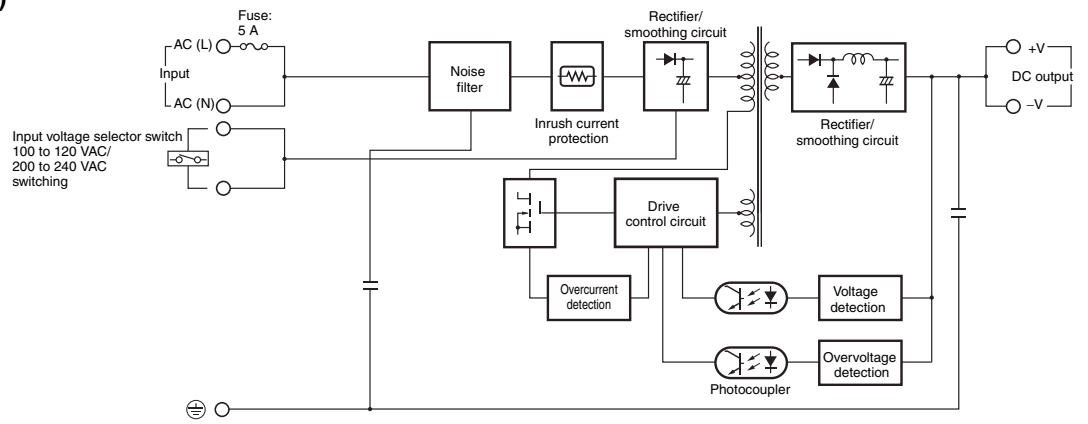 )
Fuse:
5 A
AC (L)
Input
AC (N)
Input voltage selector switch
100 to 120 VAC/
200 to 240 VAC
switching
Noise
filter
Inrush current
protection
Rectifier/
smoothing circuit
Rectifier/
smoothing circuit
+V
DC output
−V
Drive
control circuit
Overcurrent
detection
Voltage
detection
Overvoltage
detection
Photocoupler